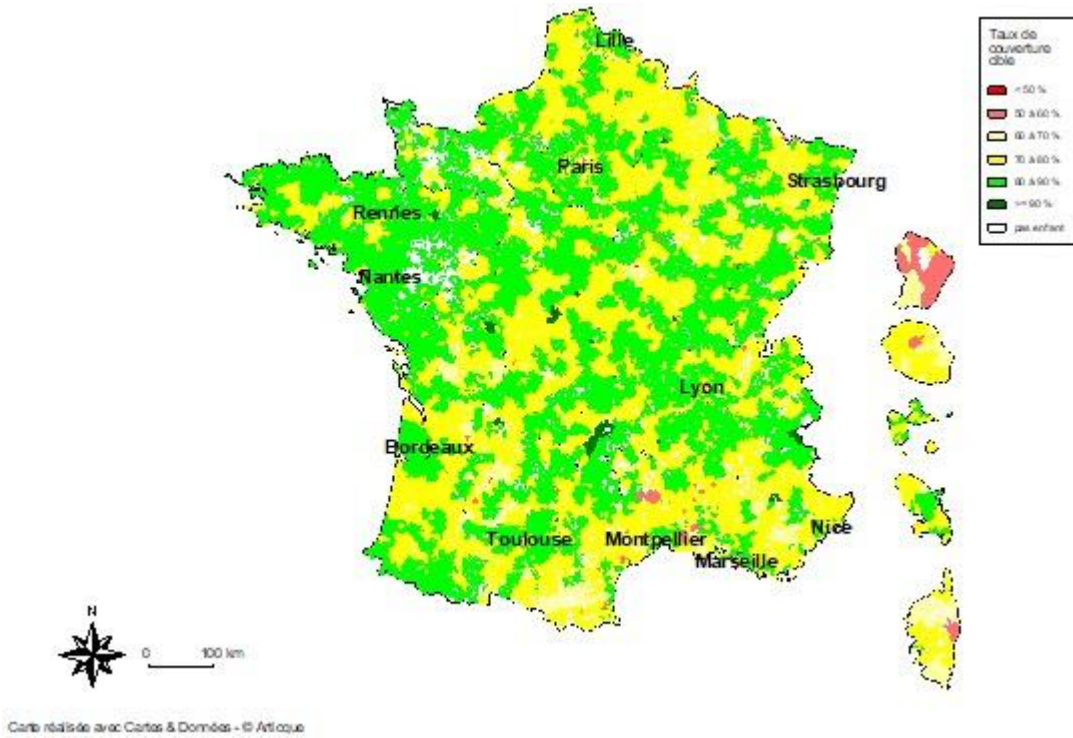 Lille
Paris
Strasbourg
Rennes
Nantes
Lyon
Bordeaux
Toulouse
Montpellier
Nice
Marseille
Taux de
couverture
cible
< 50 %
50 à 60 %
60 à 70 %
70 à 80 %
80 à 90 %
>= 90 %
pas enfant
N
0 100 km
Carte réalisée avec Cartes & Données - © Articque